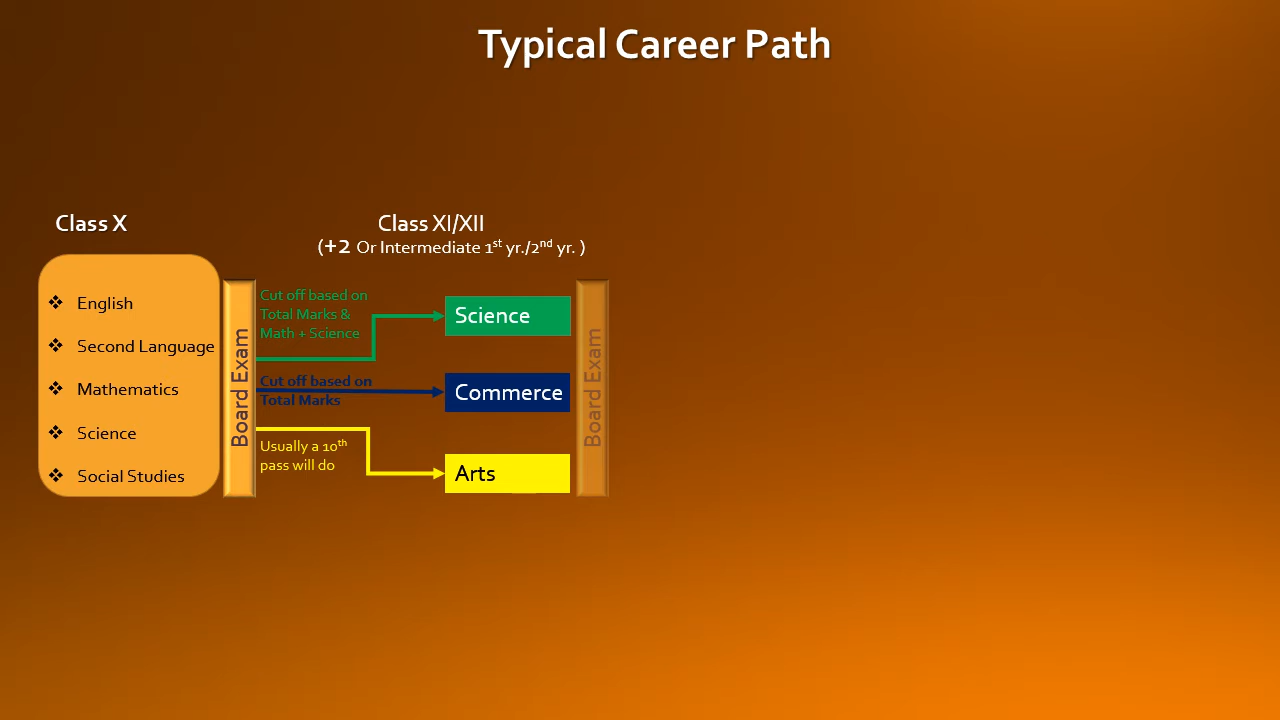 Typical Career Path
Class X
English
Second Language
Mathematics
Science
Social Studies
Board Exam
Class XI/XII
(+2 Or Intermediate 1st yr./2nd yr. )
Cut off based on
Total Marks &
Math + Science
Science
Cut off based on
Total Marks
Commerce
Usually a 10th
pass will do
Arts
Board Exam